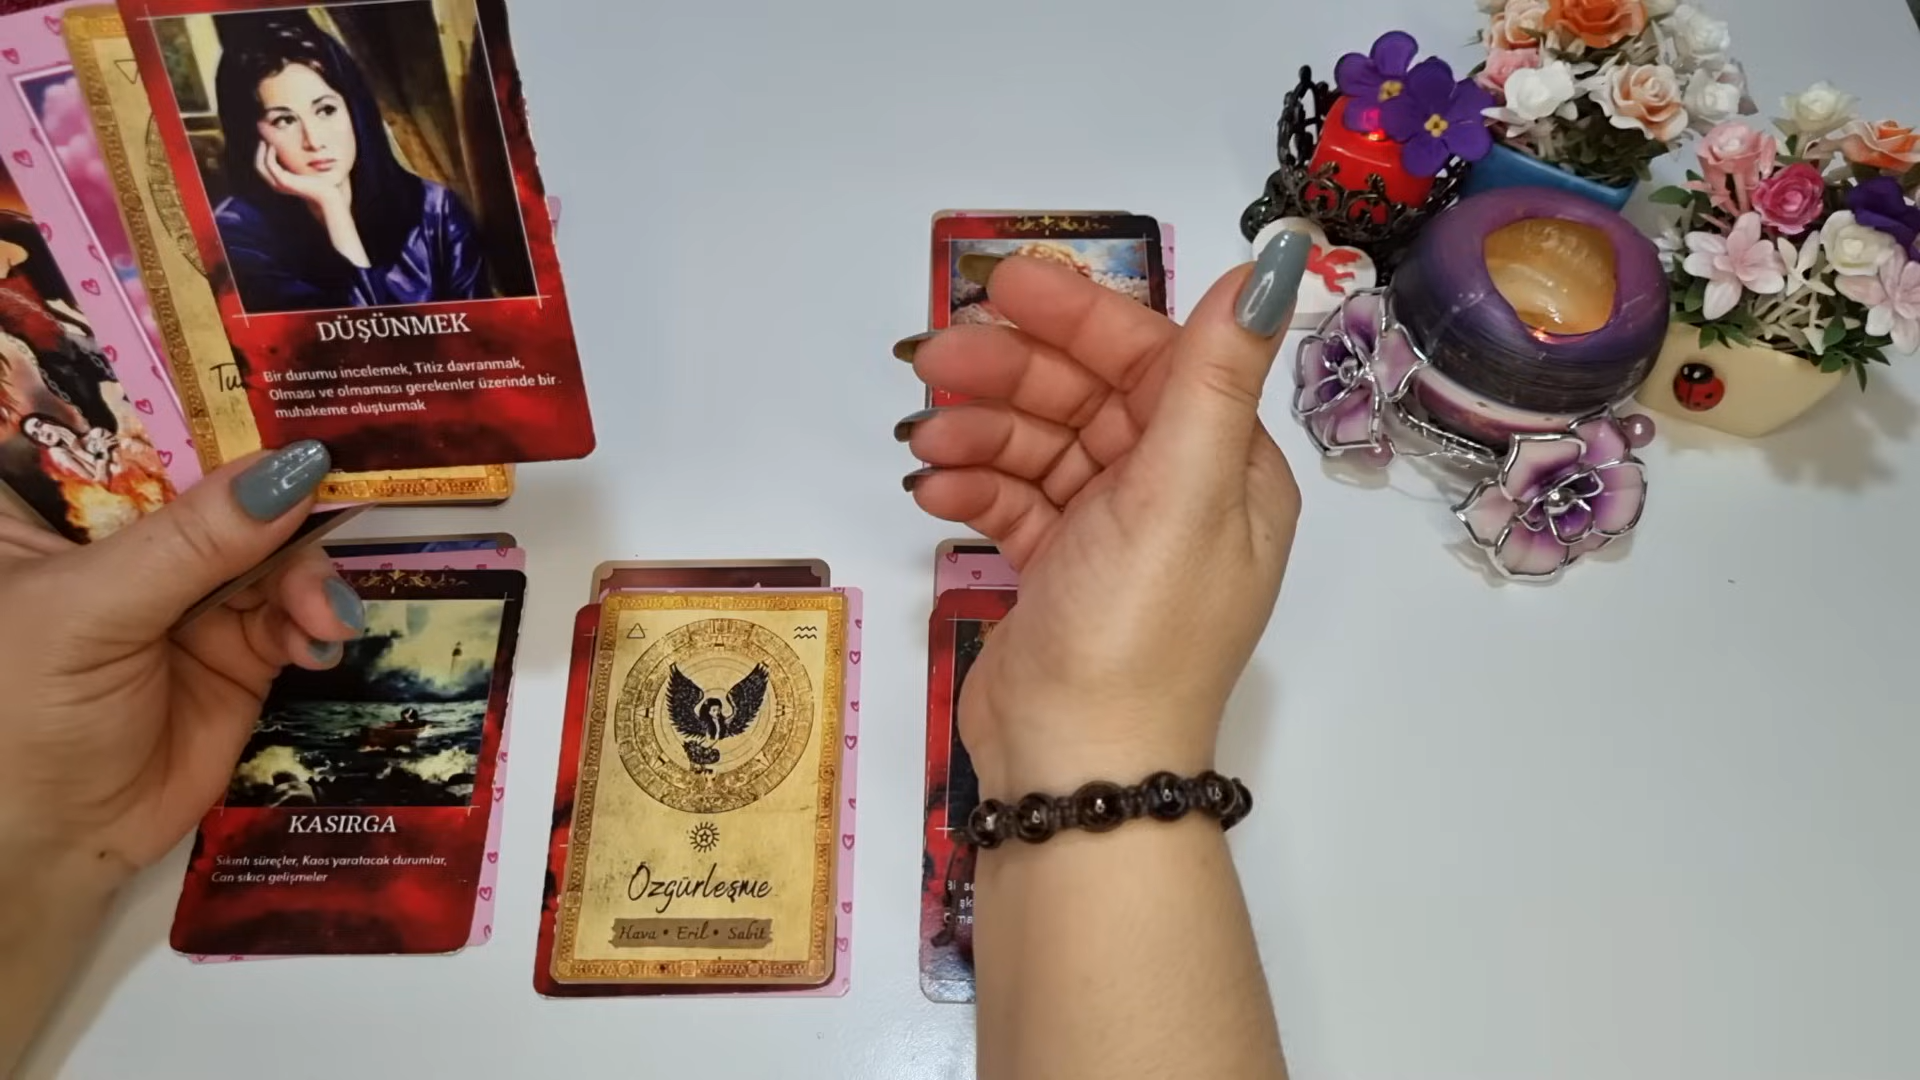 DÜŞÜNMEK
Bir durumu incelemek, Titiz davranmak,
Olması ve olmaması gerekenler üzerinde bir
muhakeme oluşturmak
KASIRGA
Sıkıntı süreçler, Kaos yaratacak durumlar,
Can sıkıcı gelişmeler
Özgürleşme
Hava • Eril • Sabit